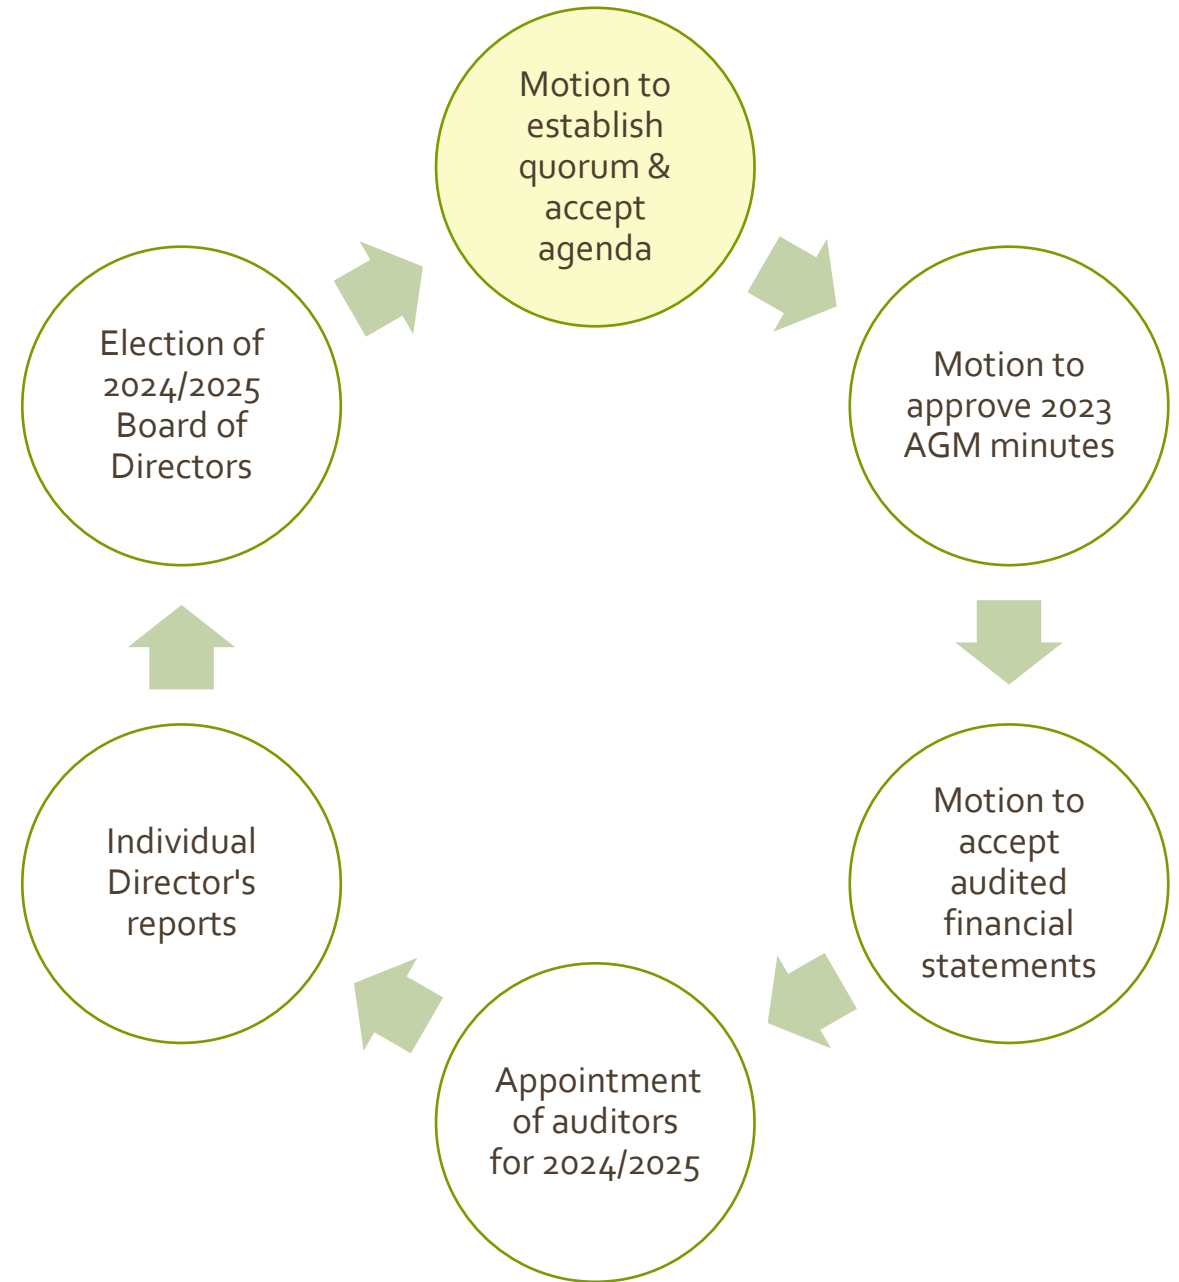 Motion to
establish
quorum &
accept
agenda
Motion to
approve 2023
AGM minutes
Motion to
accept
audited
financial
statements
Appointment
of auditors
for 2024/2025
Individual
Director's
reports
Election of
2024/2025
Board of
Directors